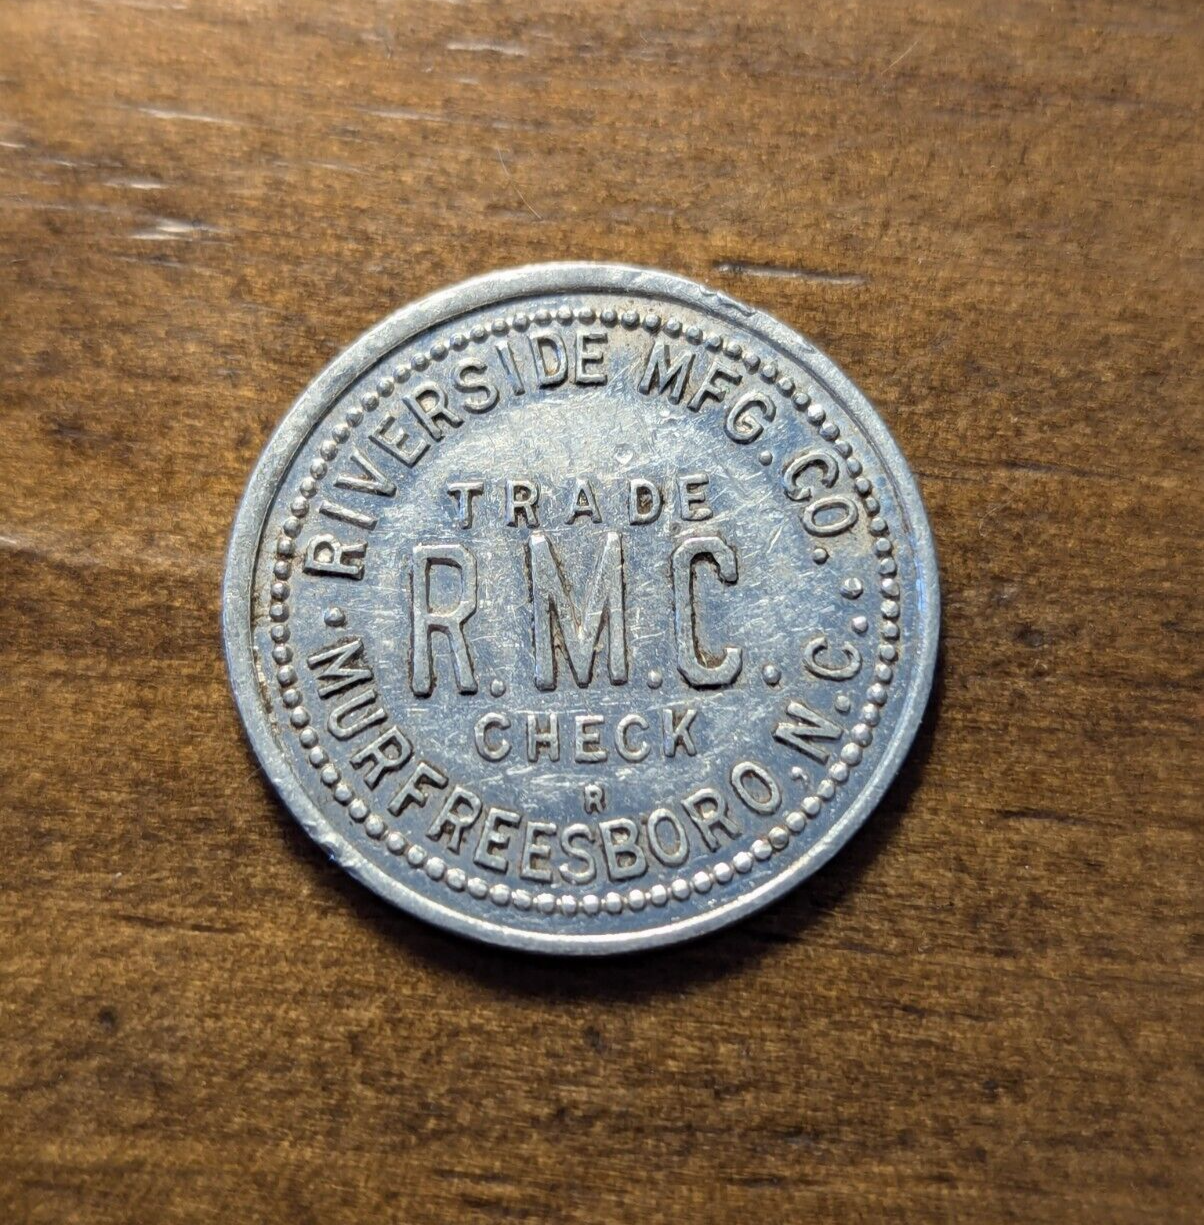 RIVERSIDE MFG. CO.
TRADE
R.M.C.
CHECK
R
MURFREESBORO, N.C.